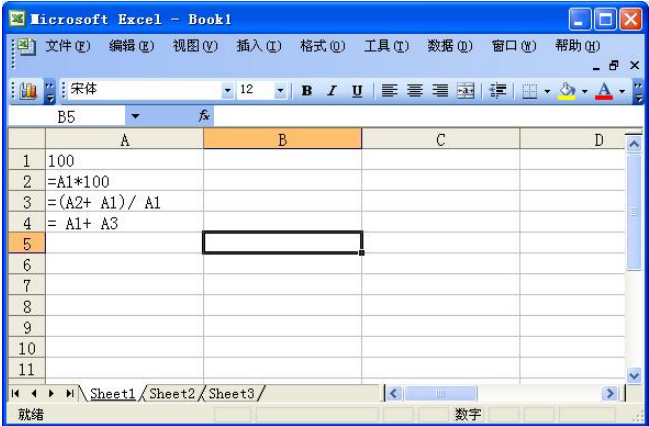 Microsoft Excel - Book1
文件(F) 编辑(E) 视图(V) 插入(I) 格式(O) 工具(T) 数据(D) 窗口(W) 帮助(H)
宋体 12 B I U A
B5 fx
A B C D
1 100
2 =A1*100
3 =(A2+ A1)/ A1
4 = A1+ A3
5
6
7
8
9
10
11
Sheet1 Sheet2 Sheet3
就绪 数字